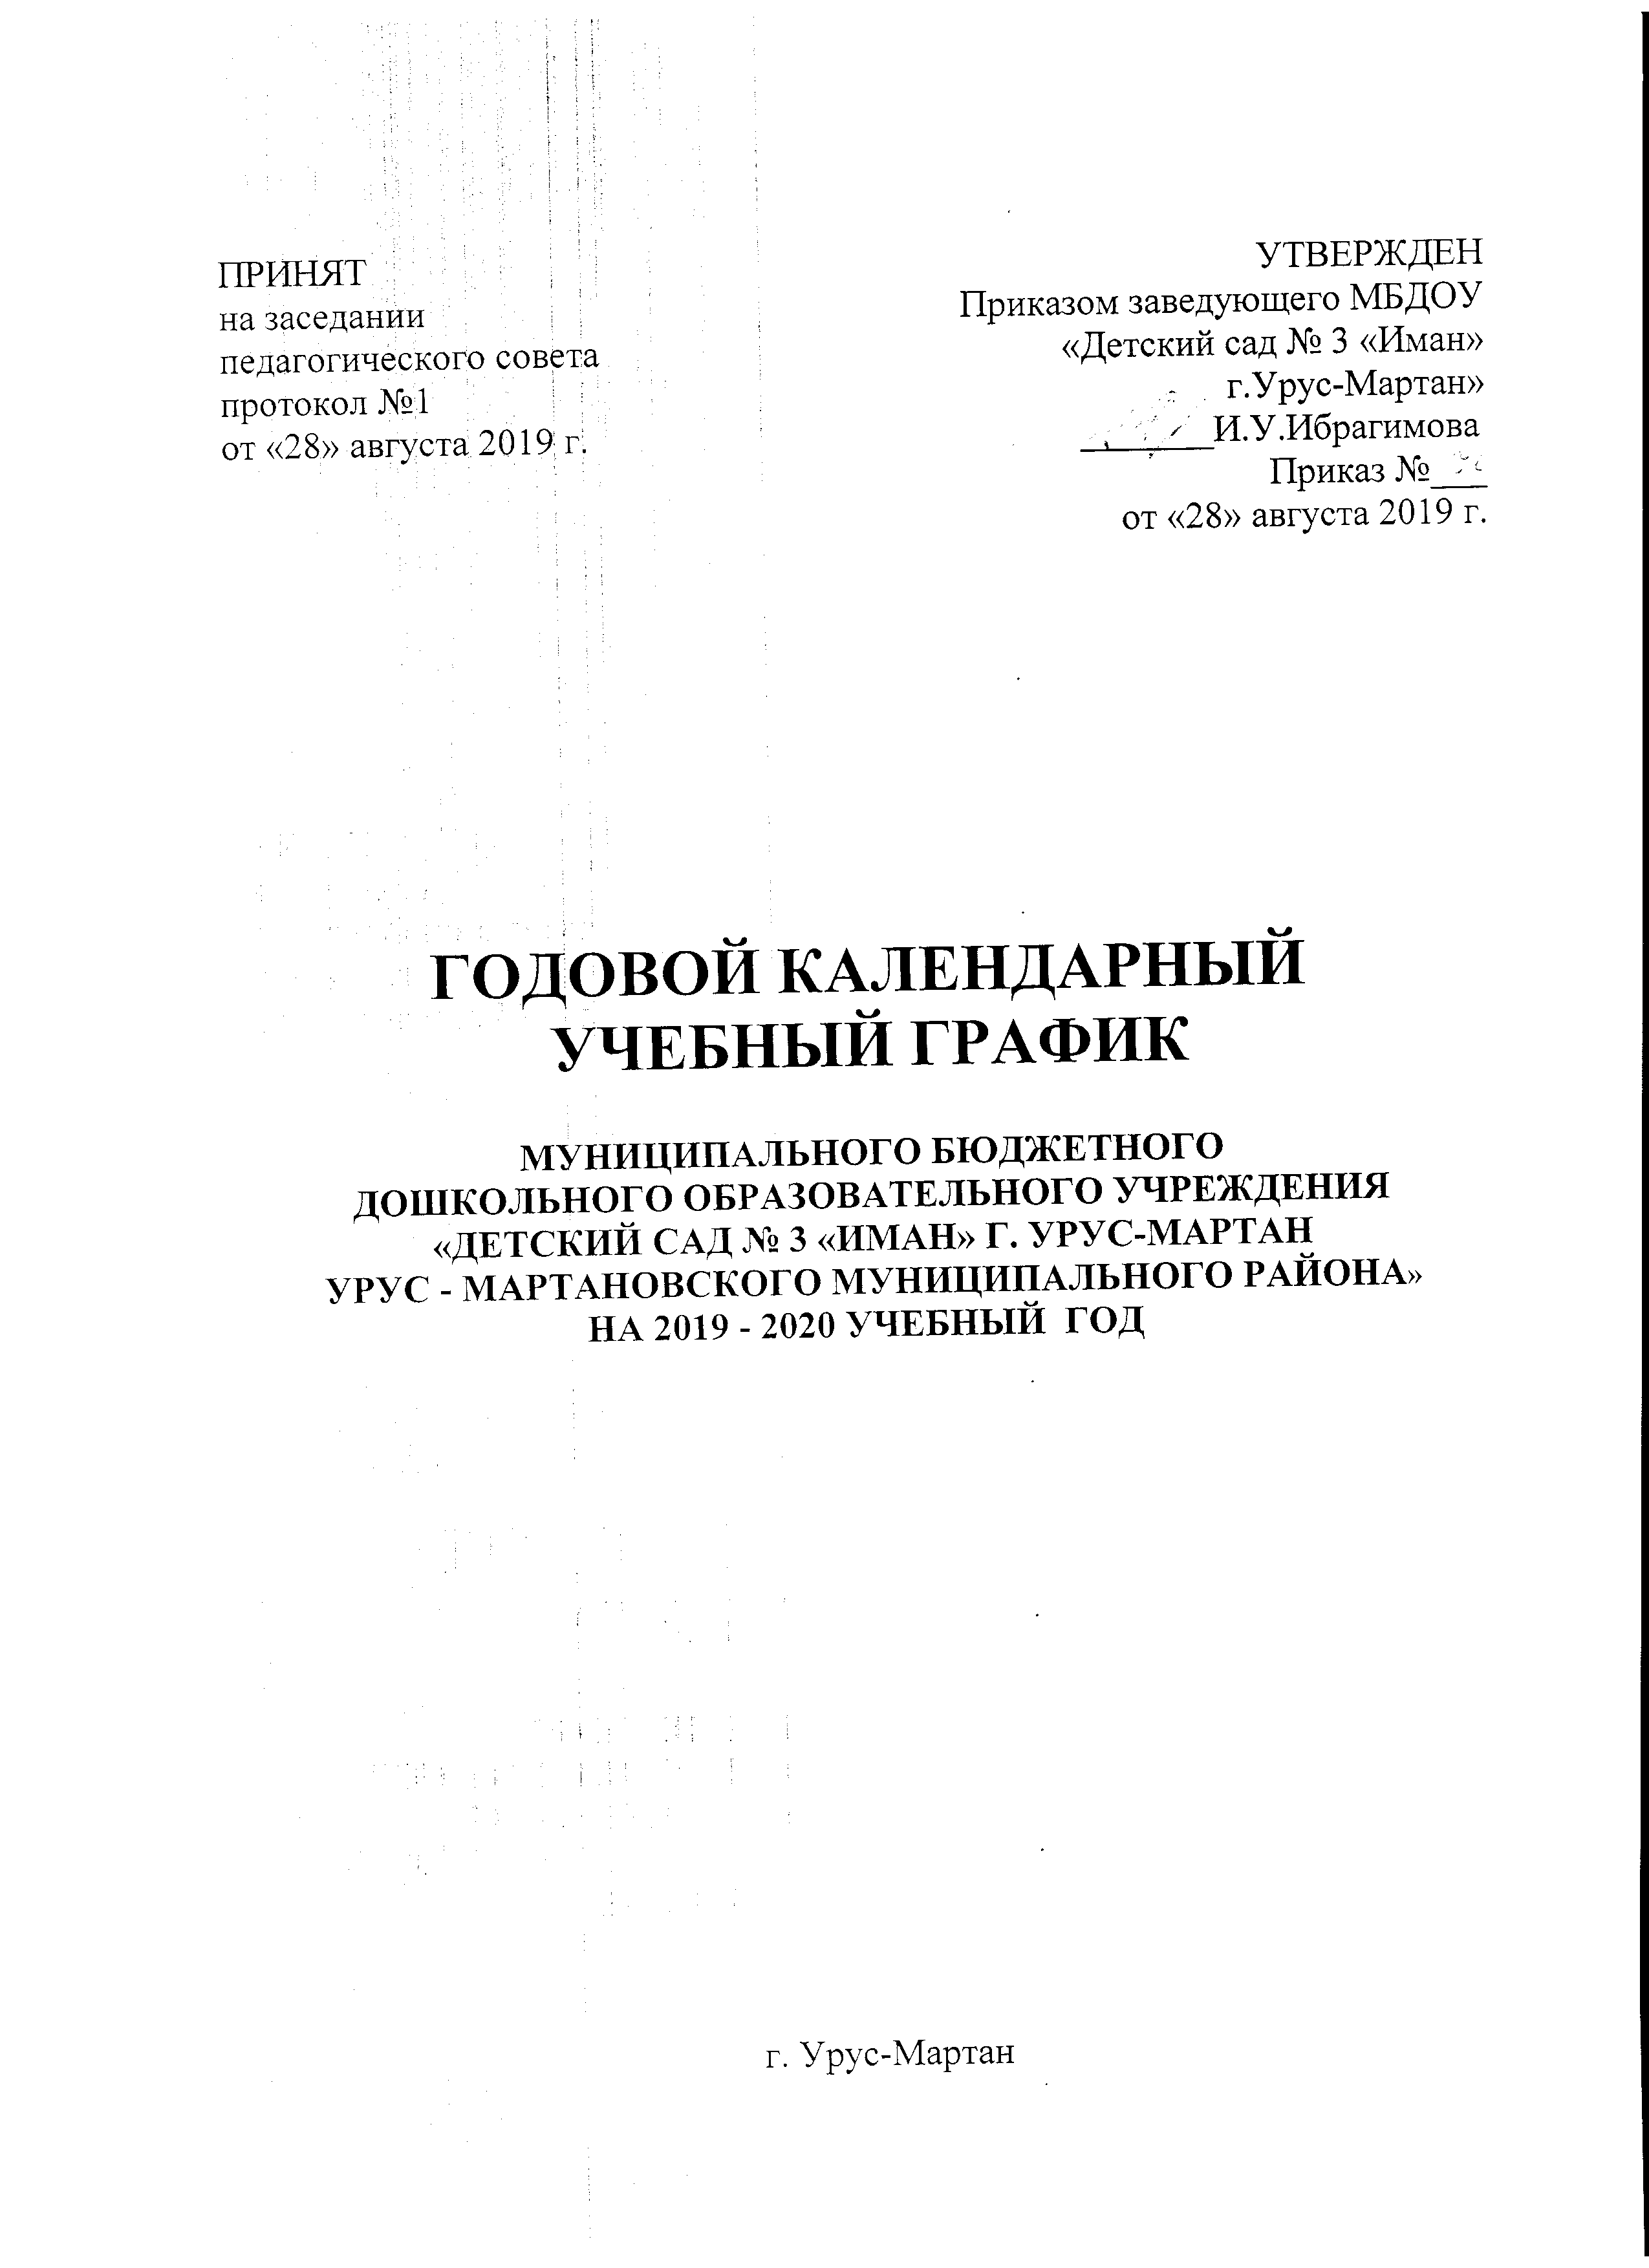 ПРИНЯТ
на заседании
педагогического совета
протокол №1
от «28» августа 2019 г.
УТВЕРЖДЕН
Приказом заведующего МБДОУ
«Детский сад № 3 «Иман»
г.Урус-Мартан»
И.У.Ибрагимова
Приказ №
от «28» августа 2019 г.
ГОДОВОЙ КАЛЕНДАРНЫЙ
УЧЕБНЫЙ ГРАФИК
МУНИЦИПАЛЬНОГО БЮДЖЕТНОГО
ДОШКОЛЬНОГО ОБРАЗОВАТЕЛЬНОГО УЧРЕЖДЕНИЯ
«ДЕТСКИЙ САД № 3 «ИМАН» Г. УРУС-МАРТАН
УРУС - МАРТАНОВСКОГО МУНИЦИПАЛЬНОГО РАЙОНА»
НА 2019 - 2020 УЧЕБНЫЙ ГОД
г. Урус-Мартан